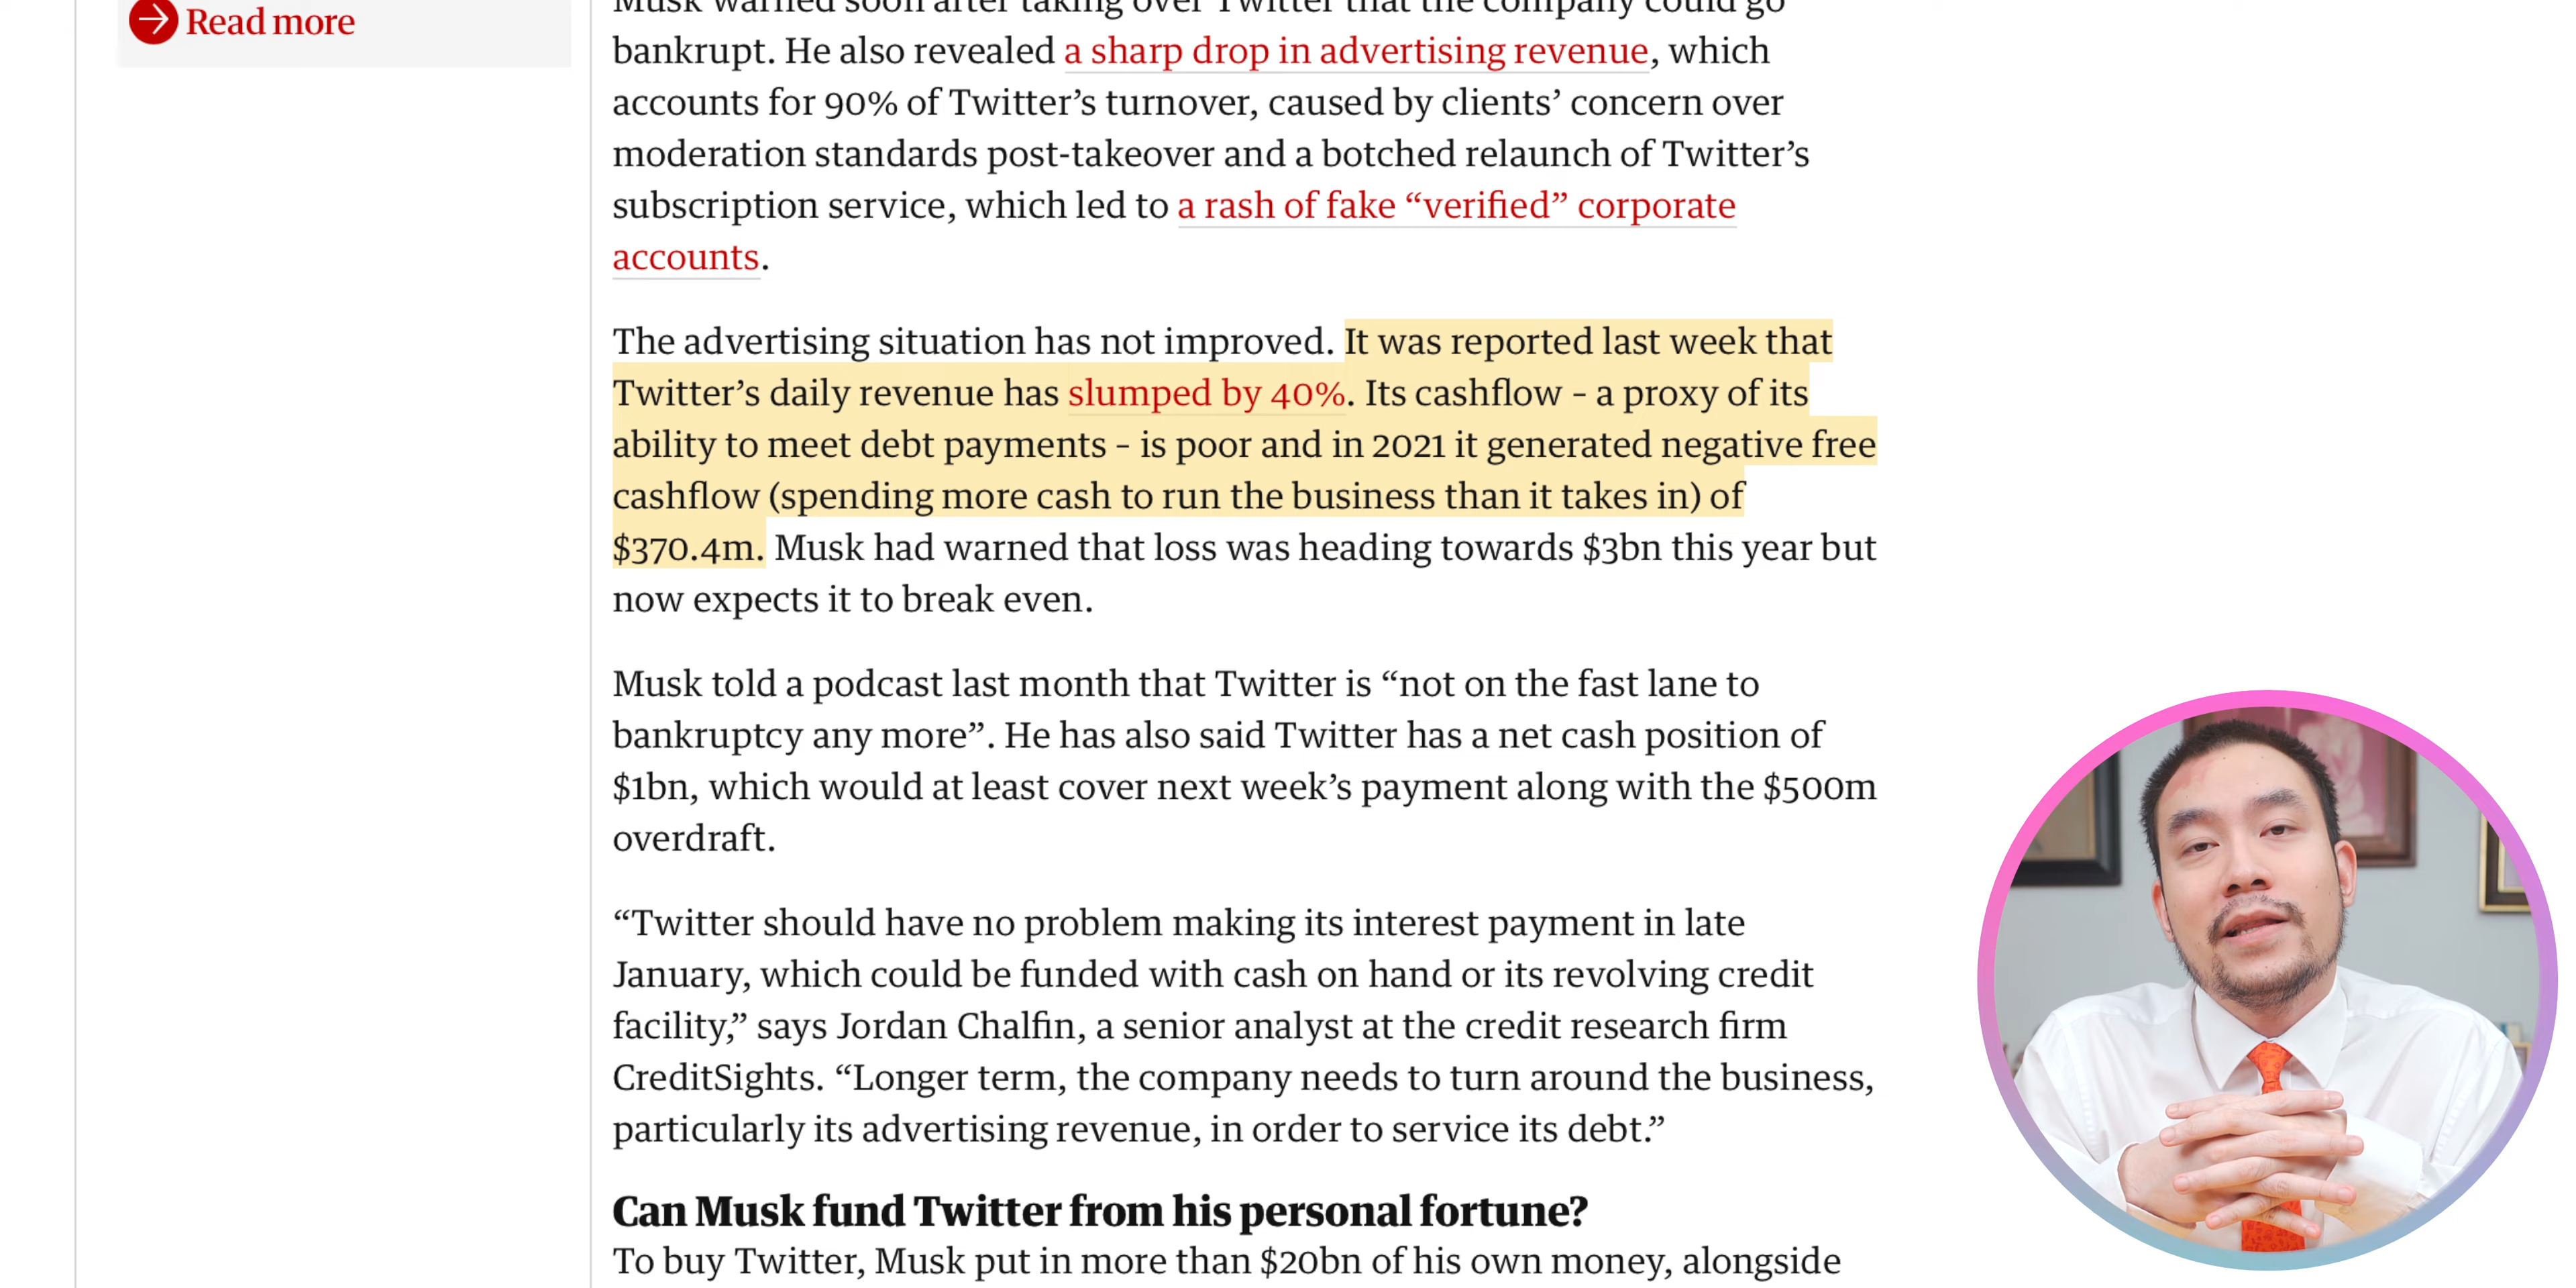 Read more
Musk warned soon after taking over Twitter that the company could go
bankrupt. He also revealed a sharp drop in advertising revenue, which
accounts for 90% of Twitter’s turnover, caused by clients’ concern over
moderation standards post-takeover and a botched relaunch of Twitter’s
subscription service, which led to a rash of fake “verified” corporate
accounts.
The advertising situation has not improved. It was reported last week that
Twitter’s daily revenue has slumped by 40%. Its cashflow – a proxy of its
ability to meet debt payments – is poor and in 2021 it generated negative free
cashflow (spending more cash to run the business than it takes in) of
$370.4m. Musk had warned that loss was heading towards $3bn this year but
now expects it to break even.
Musk told a podcast last month that Twitter is “not on the fast lane to
bankruptcy any more”. He has also said Twitter has a net cash position of
$1bn, which would at least cover next week’s payment along with the $500m
overdraft.
“Twitter should have no problem making its interest payment in late
January, which could be funded with cash on hand or its revolving credit
facility,” says Jordan Chalfin, a senior analyst at the credit research firm
CreditSights. “Longer term, the company needs to turn around the business,
particularly its advertising revenue, in order to service its debt.”
Can Musk fund Twitter from his personal fortune?
To buy Twitter, Musk put in more than $20bn of his own money, alongside